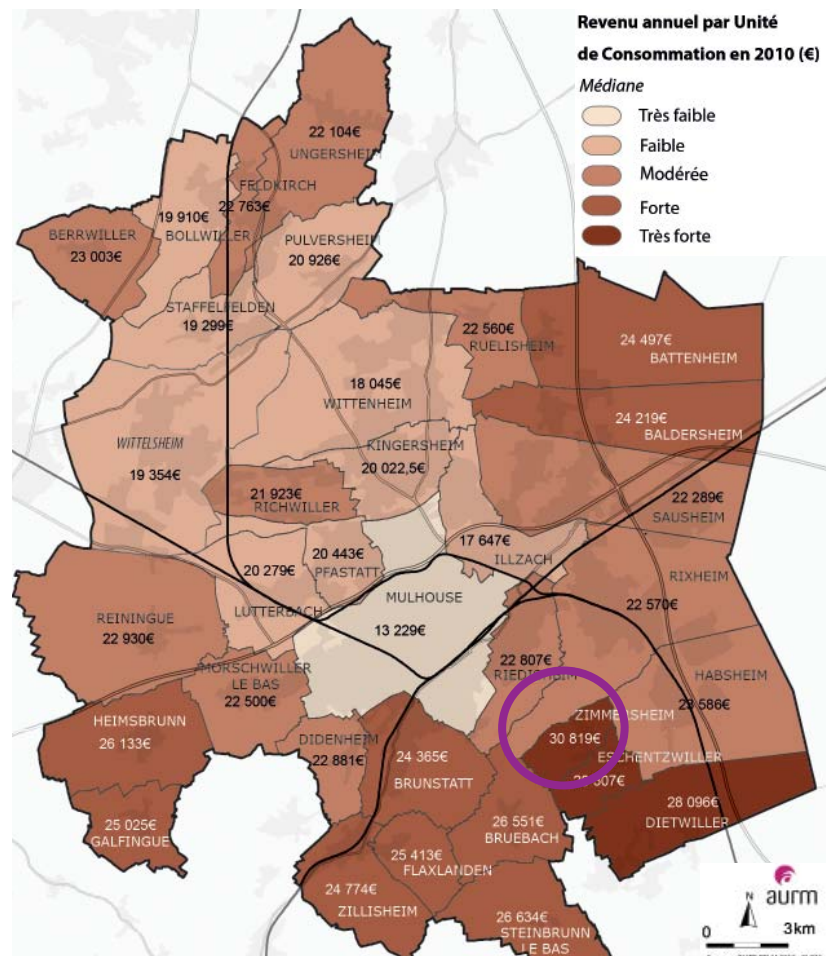 Revenu annuel par Unité
de Consommation en 2010 (€)
Médiane
Très faible
Faible
Modérée
Forte
Très forte
22 104€
UNGERSHEIM
FELDKIRCH
22 763€
19 910€
BOLLWILLER
BERRWILLER
23 003€
PULVERSHEIM
20 926€
STAFFELFELDEN
19 299€
22 560€
RUELISHEIM
24 497€
BATTENHEIM
18 045€
WITTENHEIM
24 219€
BALDERSHEIM
WITTELSHEIM
19 354€
KINGERSHEIM
20 022,5€
21 923€
RICHWILLER
22 289€
SAUSHEIM
17 647€
ILLZACH
20 443€
PFASTATT
20 279€
LUTTERBACH
RIXHEIM
22 570€
MULHOUSE
13 229€
REININGUE
22 930€
22 807€
RIEDISHEIM
MORSCHWILLER
LE BAS
22 500€
HABSHEIM
23 586€
ZIMMERSHEIM
30 819€
HEIMSBRUNN
26 133€
DIDENHEIM
22 881€
24 365€
BRUNSTATT
ESCHENTZWILLER
28 096€
DIETWILLER
26 551€
BRUEBACH
25 025€
GALFINGUE
25 413€
FLAXLANDEN
24 774€
ZILLISHEIM
26 634€
STEINBRUNN
LE BAS
aurm
N
0 3km